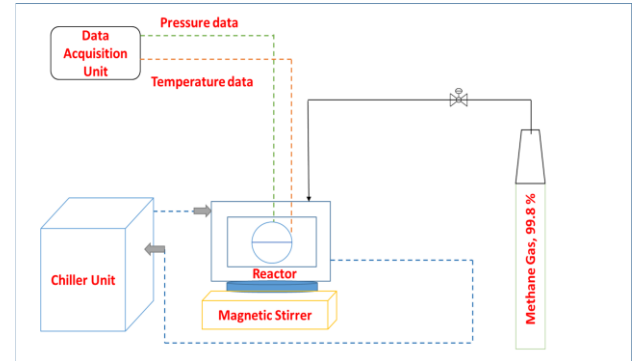 Pressure data
Data
Acquisition
Unit
Temperature data
Methane Gas, 99.8 %
Chiller Unit
Reactor
Magnetic Stirrer